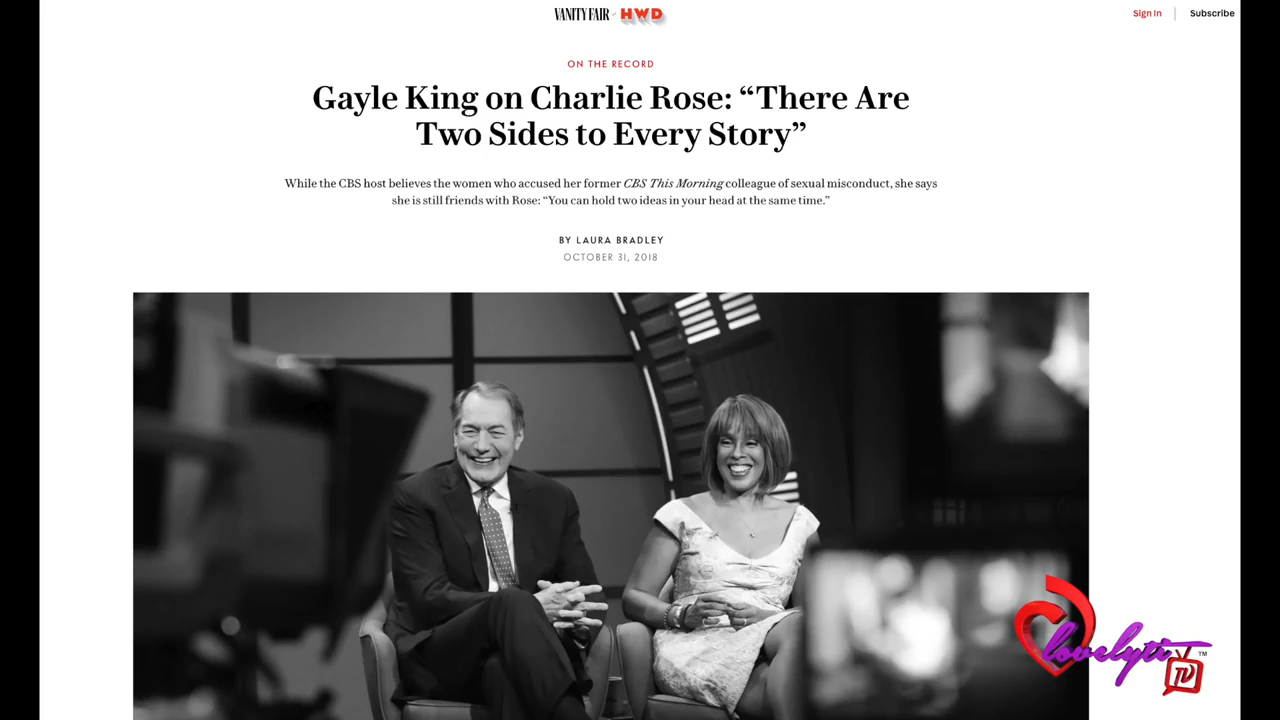 VANITY FAIR HWD
Sign In
Subscribe
ON THE RECORD
Gayle King on Charlie Rose: “There Are
Two Sides to Every Story”
While the CBS host believes the women who accused her former CBS This Morning colleague of sexual misconduct, she says
she is still friends with Rose: “You can hold two ideas in your head at the same time.”
BY LAURA BRADLEY
OCTOBER 31, 2018
lovelyti TV ™